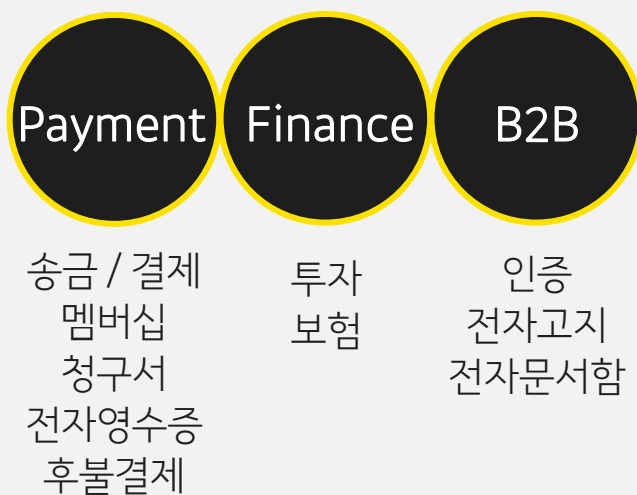 Payment
Finance
B2B
송금 / 결제
멤버십
청구서
전자영수증
후불결제
투자
보험
인증
전자고지
전자문서함